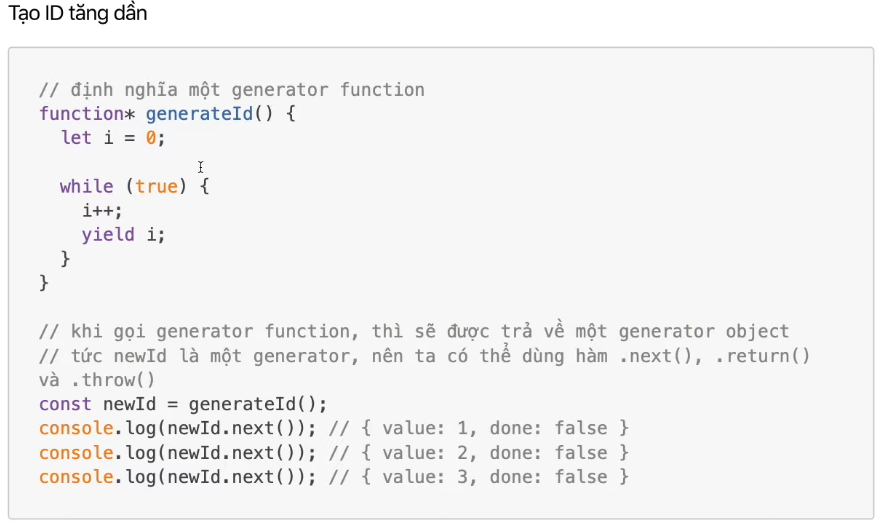 Tạo ID tăng dần
// định nghĩa một generator function
function* generateId() {
let i = 0;
while (true) {
i++;
yield i;
}
}
// khi gọi generator function, thì sẽ được trả về một generator object
// tức newId là một generator, nên ta có thể dùng hàm .next(), .return()
và .throw()
const newId = generateId();
console.log(newId.next()); // { value: 1, done: false }
console.log(newId.next()); // { value: 2, done: false }
console.log(newId.next()); // { value: 3, done: false }